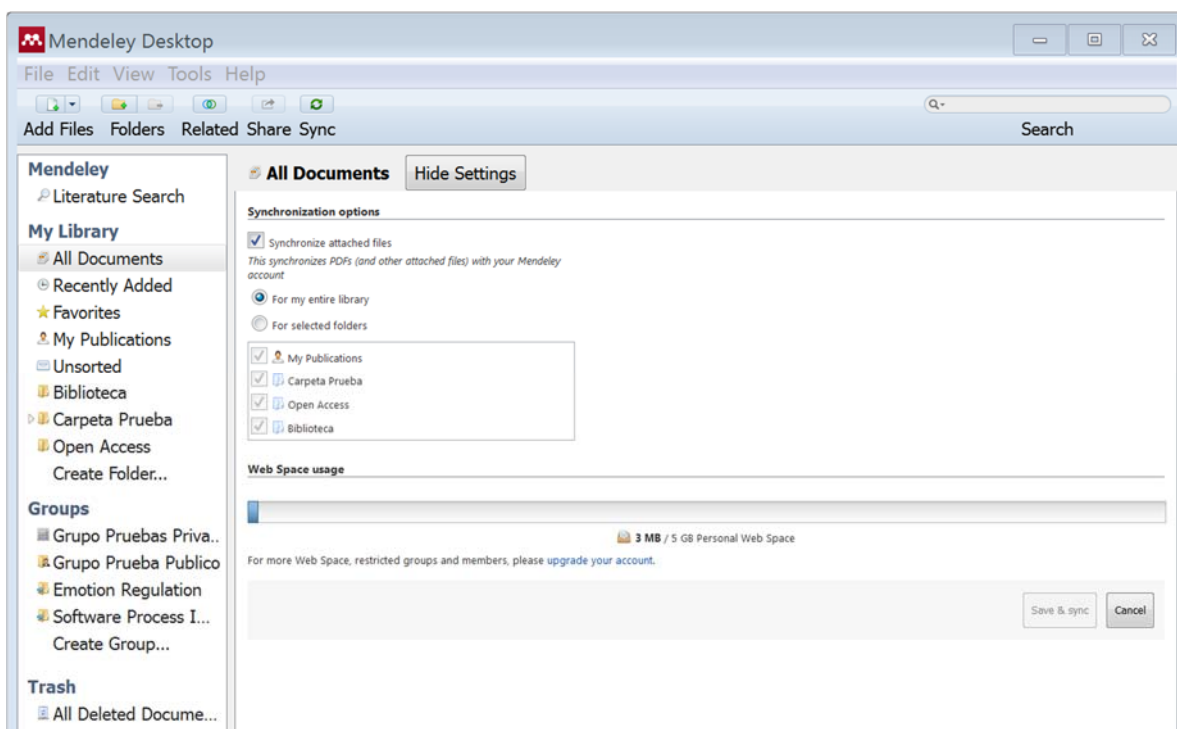 Mendeley Desktop
File Edit View Tools Help
Add Files Folders Related Share Sync
Search
Mendeley
Literature Search
My Library
All Documents
Recently Added
Favorites
My Publications
Unsorted
Biblioteca
Carpeta Prueba
Open Access
Create Folder...
Groups
Grupo Pruebas Priva..
Grupo Prueba Publico
Emotion Regulation
Software Process I...
Create Group...
Trash
All Deleted Docume...
All Documents Hide Settings
Synchronization options
Synchronize attached files
This synchronizes PDFs (and other attached files) with your Mendeley
account
For my entire library
For selected folders
My Publications
Carpeta Prueba
Open Access
Biblioteca
Web Space usage
3 MB / 5 GB Personal Web Space
For more Web Space, restricted groups and members, please upgrade your account.
Save & sync Cancel